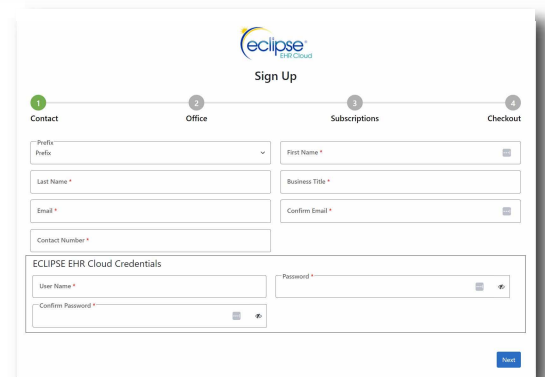 eclipse®
EHR Cloud
Sign Up
1 2 3 4
Contact Office Subscriptions Checkout
Prefix
Prefix First Name *
Last Name * Business Title *
Email * Confirm Email *
Contact Number *
ECLIPSE EHR Cloud Credentials
User Name * Password *
Confirm Password *
Next